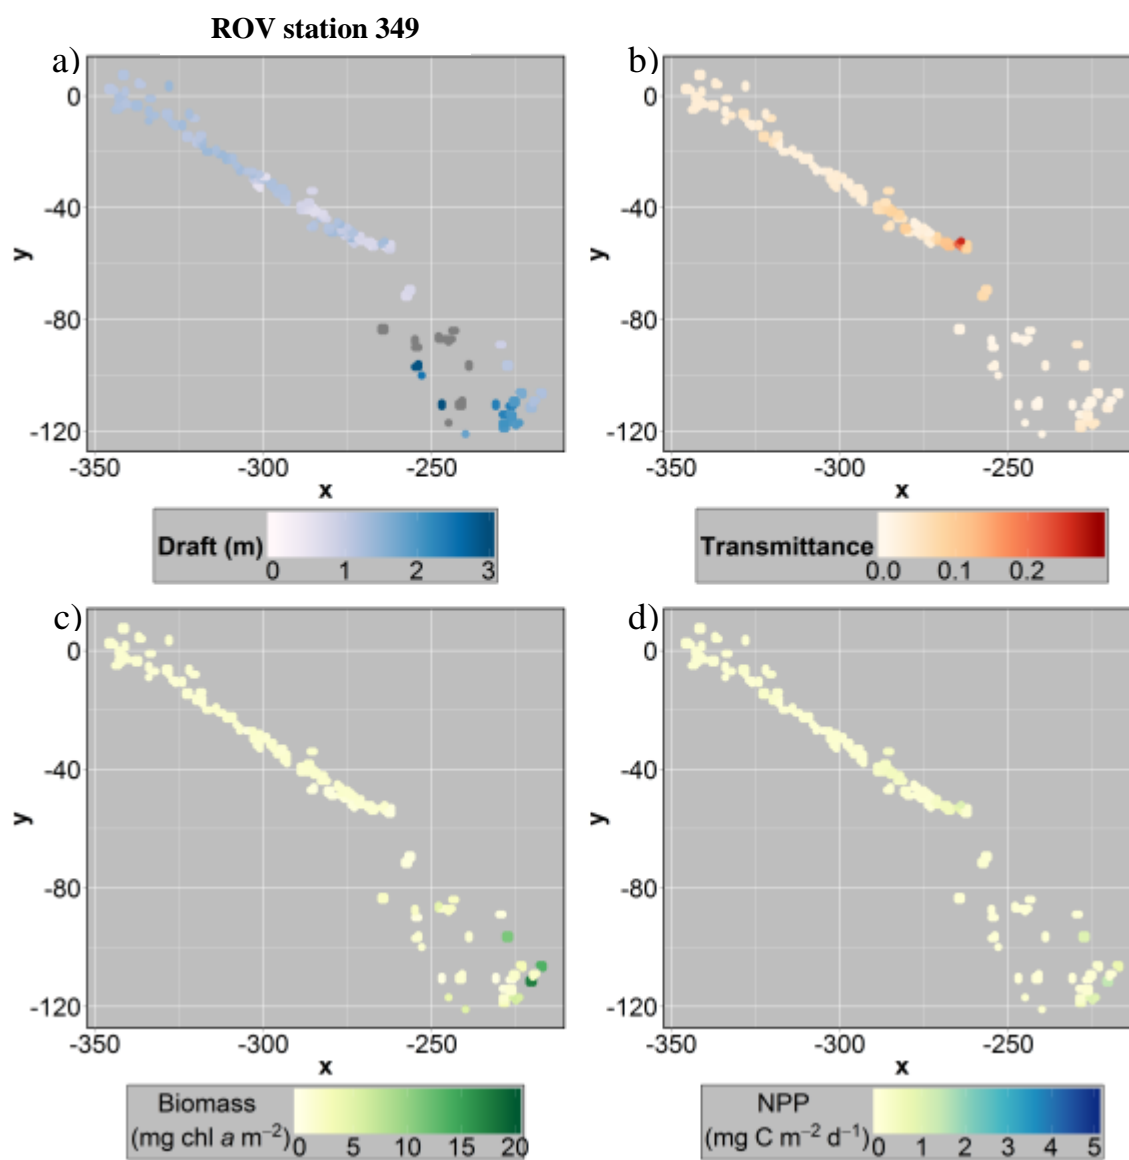 ROV station 349
a)
b)
0
-40
-80
-120
y
-350
-300
-250
x
0
-40
-80
-120
y
-350
-300
-250
x
Draft (m)
0
1
2
3
Transmittance
0.0
0.1
0.2
c)
d)
0
-40
-80
-120
y
-350
-300
-250
x
0
-40
-80
-120
y
-350
-300
-250
x
Biomass
(mg chl a m⁻²)
0
5
10
15
20
NPP
(mg C m⁻² d⁻¹)
0
1
2
3
4
5